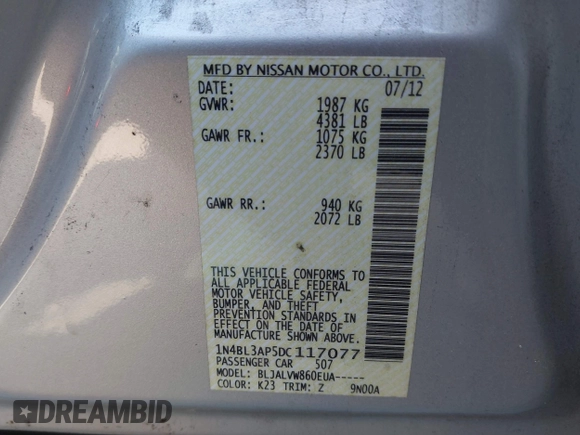 MFD BY NISSAN MOTOR CO., LTD.
DATE: 07/12
GVWR: 1987 KG
4381 LB
GAWR FR.: 1075 KG
2370 LB
GAWR RR.: 940 KG
2072 LB
THIS VEHICLE CONFORMS TO
ALL APPLICABLE FEDERAL
MOTOR VEHICLE SAFETY,
BUMPER, AND THEFT
PREVENTION STANDARDS IN
EFFECT ON THE DATE OF
MANUFACTURE SHOWN ABOVE.
1N4BL3AP5DC117077
PASSENGER CAR 507
MODEL: BLJALVW860EUA-----
COLOR: K23 TRIM: Z 9N00A
DREAMBID